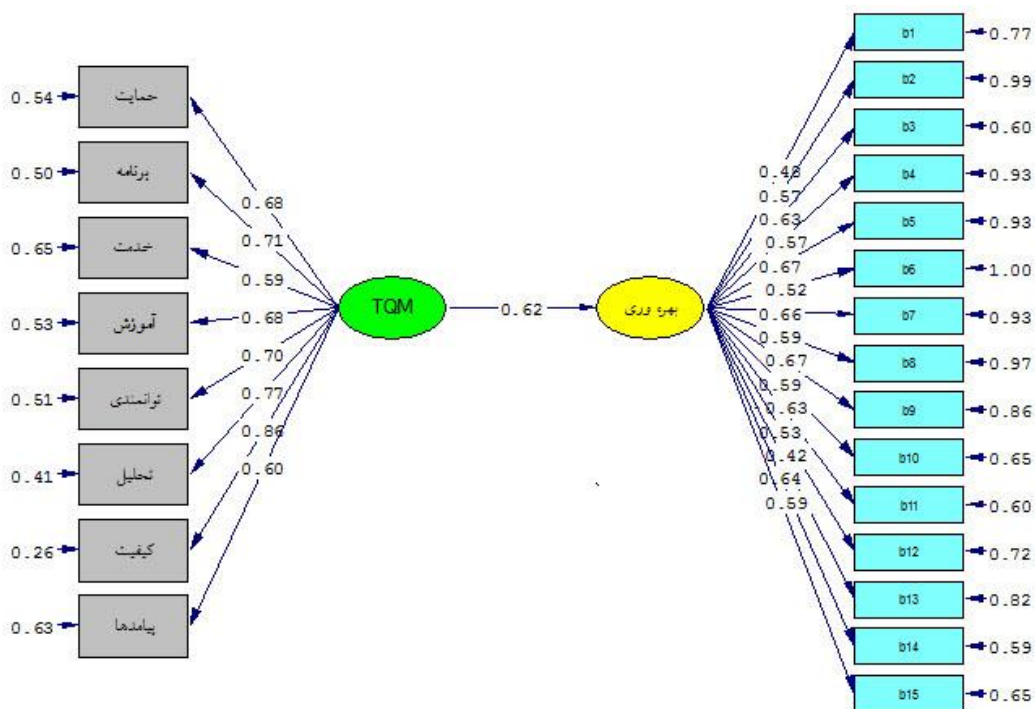 0.54
حمایت
0.50
برنامه
0.65
خدمت
0.53
آموزش
0.51
توانمندی
0.41
تحلیل
0.26
کیفیت
0.63
پیامدها
0.68
0.71
0.59
0.68
0.70
0.77
0.86
0.60
TQM
0.62
بهره وری
0.48
0.57
0.63
0.57
0.67
0.52
0.66
0.59
0.67
0.59
0.63
0.53
0.42
0.64
0.59
b1
0.77
b2
0.99
b3
0.60
b4
0.93
b5
0.93
b6
1.00
b7
0.93
b8
0.97
b9
0.86
b10
0.65
b11
0.60
b12
0.72
b13
0.82
b14
0.59
b15
0.65